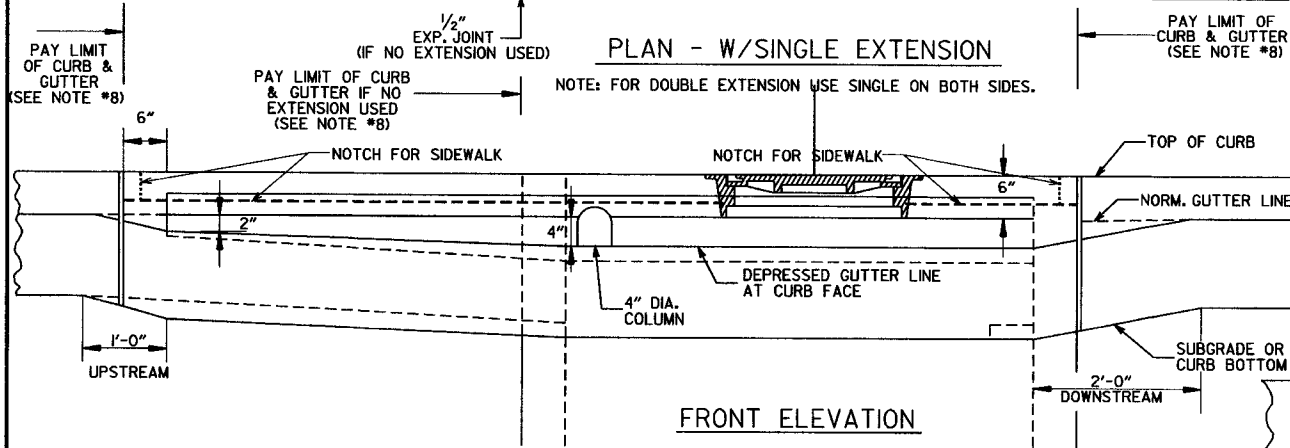 PAY LIMIT
OF CURB &
GUTTER
(SEE NOTE #8)
1/2"
EXP. JOINT
(IF NO EXTENSION USED)
PLAN - W/SINGLE EXTENSION
NOTE: FOR DOUBLE EXTENSION USE SINGLE ON BOTH SIDES.
PAY LIMIT OF
CURB & GUTTER
(SEE NOTE #8)
PAY LIMIT OF CURB
& GUTTER IF NO
EXTENSION USED
(SEE NOTE #8)
6"
NOTCH FOR SIDEWALK
NOTCH FOR SIDEWALK
TOP OF CURB
6"
NORM. GUTTER LINE
2"
4"
DEPRESSED GUTTER LINE
AT CURB FACE
4" DIA.
COLUMN
1'-0"
UPSTREAM
SUBGRADE OR
CURB BOTTOM
2'-0"
DOWNSTREAM
FRONT ELEVATION